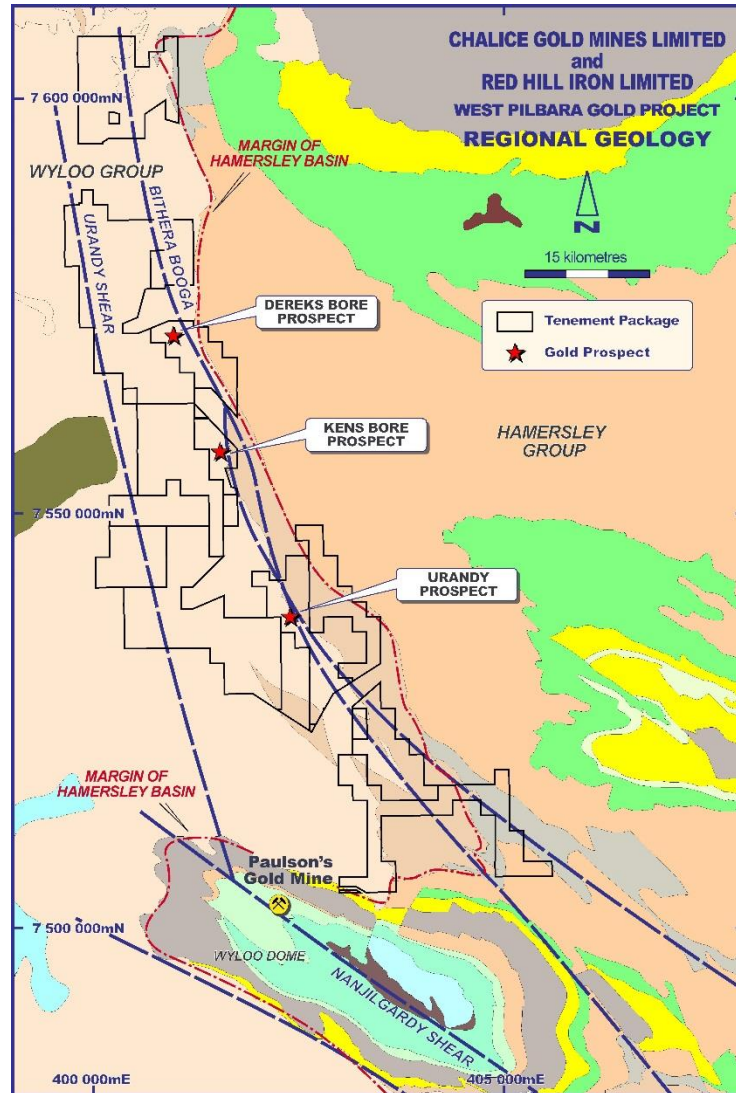 CHALICE GOLD MINES LIMITED
and
RED HILL IRON LIMITED
WEST PILBARA GOLD PROJECT
REGIONAL GEOLOGY
7 600 000mN
MARGIN OF
HAMERSLEY BASIN
WYLOO GROUP
BITHERA BOOGA
URANDY SHEAR
N
15 kilometres
Tenement Package
Gold Prospect
DEREKS BORE
PROSPECT
KENS BORE
PROSPECT
HAMERSLEY
GROUP
7 550 000mN
URANDY
PROSPECT
MARGIN OF
HAMERSLEY BASIN
Paulson's
Gold Mine
7 500 000mN
WYLOO DOME
NANJILGARDY SHEAR
400 000mE
405 000mE